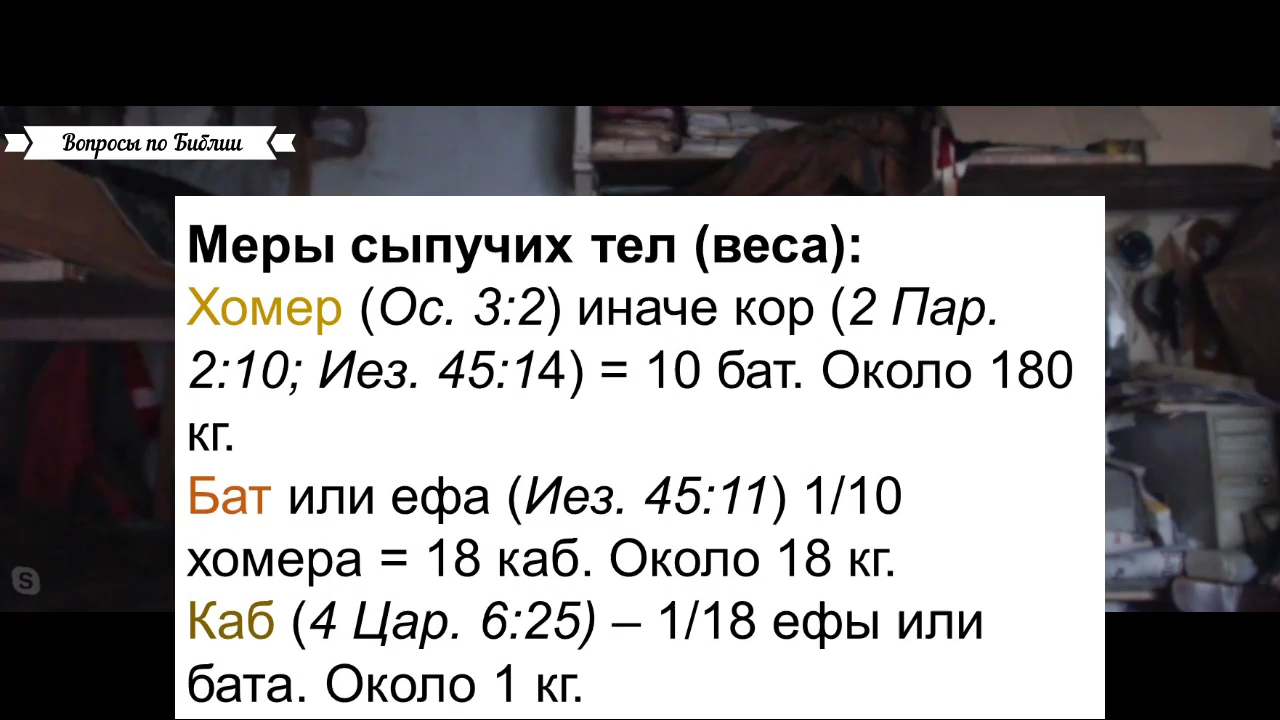 Вопросы по Библии
Меры сыпучих тел (веса):
Хомер (Ос. 3:2) иначе кор (2 Пар.
2:10; Иез. 45:14) = 10 бат. Около 180
кг.
Бат или ефа (Иез. 45:11) 1/10
хомера = 18 каб. Около 18 кг.
Каб (4 Цар. 6:25) – 1/18 ефы или
бата. Около 1 кг.
S